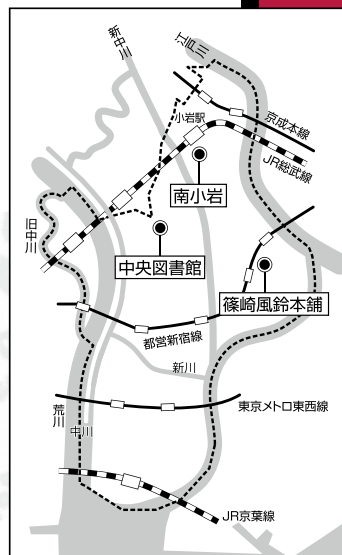 新中川
江戸川
小岩駅
京成本線
JR総武線
南小岩
旧中川
中央図書館
篠崎風鈴本舗
都営新宿線
新川
東京メトロ東西線
荒川
中川
JR京葉線